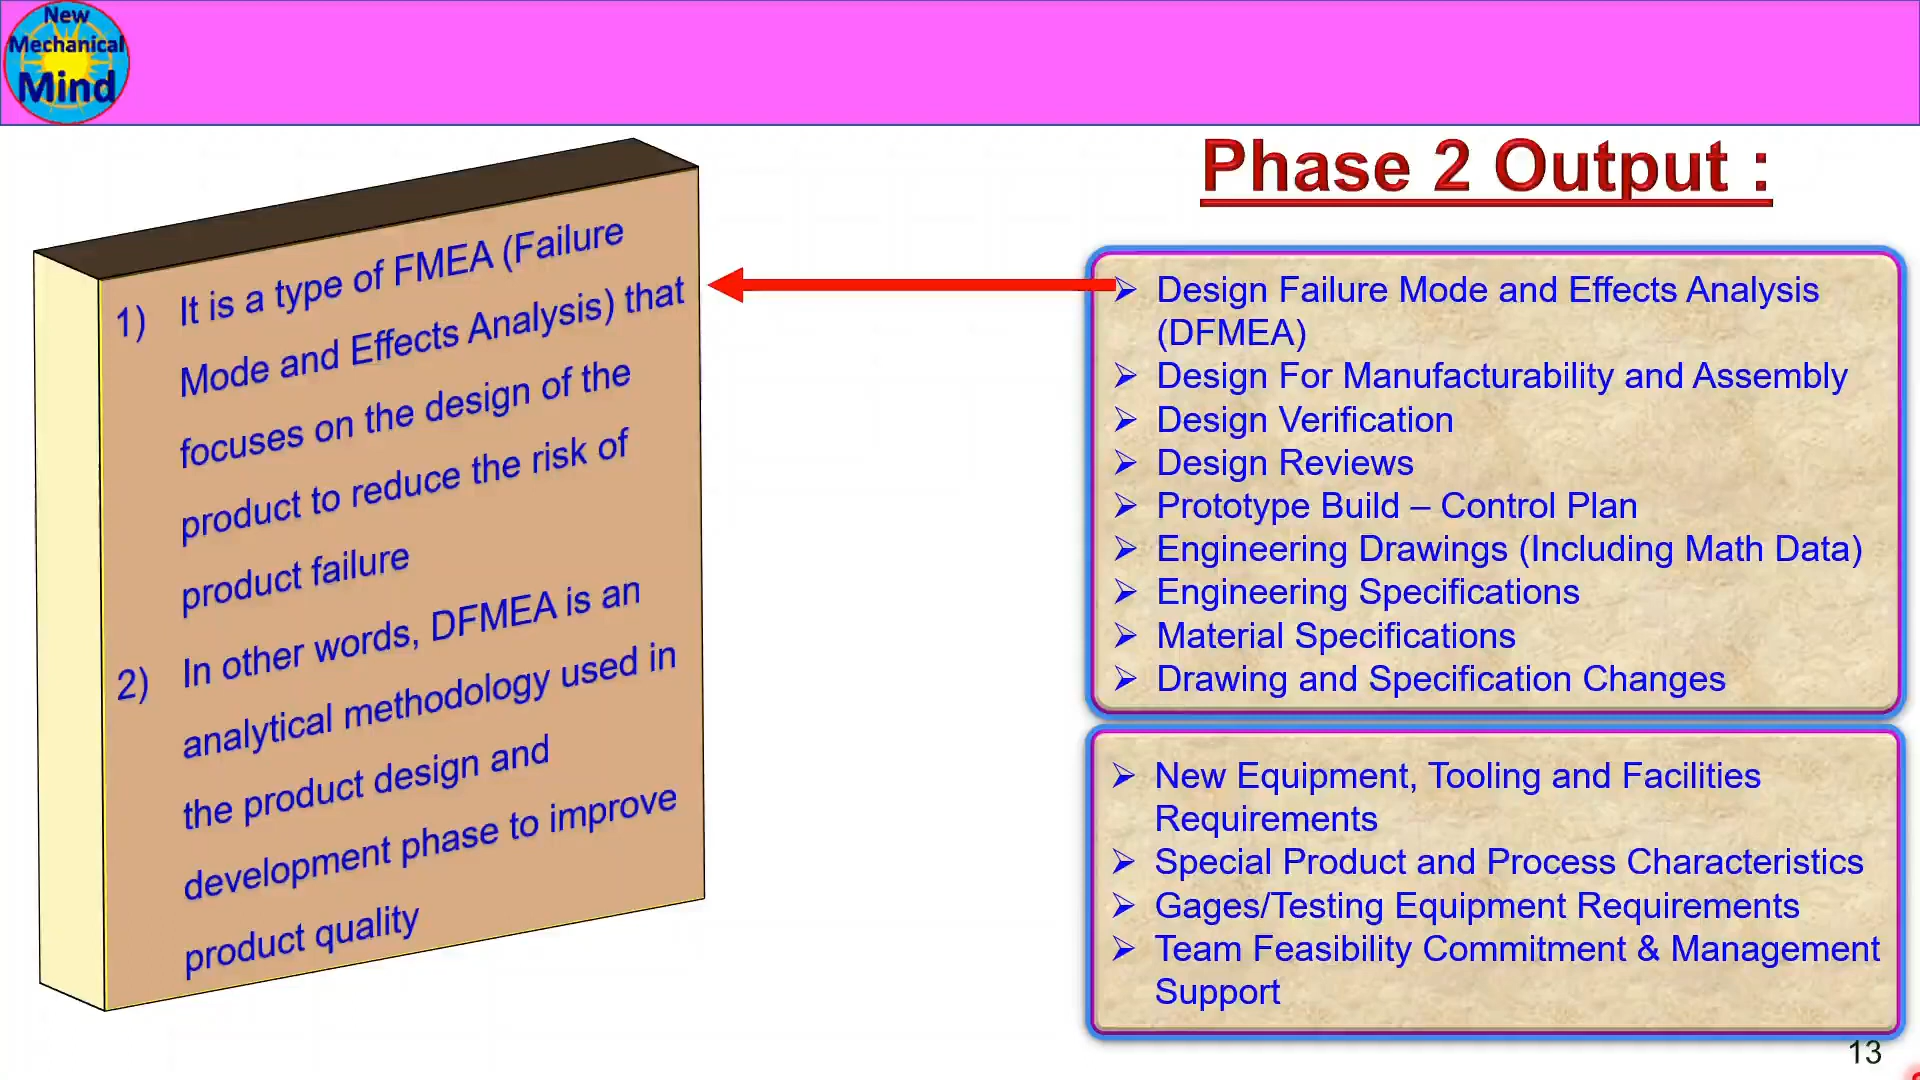 New
Mechanical
Mind
Phase 2 Output :
1) It is a type of FMEA (Failure
Mode and Effects Analysis) that
focuses on the design of the
product to reduce the risk of
product failure
2) In other words, DFMEA is an
analytical methodology used in
the product design and
development phase to improve
product quality
➢ Design Failure Mode and Effects Analysis
(DFMEA)
➢ Design For Manufacturability and Assembly
➢ Design Verification
➢ Design Reviews
➢ Prototype Build – Control Plan
➢ Engineering Drawings (Including Math Data)
➢ Engineering Specifications
➢ Material Specifications
➢ Drawing and Specification Changes
➢ New Equipment, Tooling and Facilities
Requirements
➢ Special Product and Process Characteristics
➢ Gages/Testing Equipment Requirements
➢ Team Feasibility Commitment & Management
Support
13